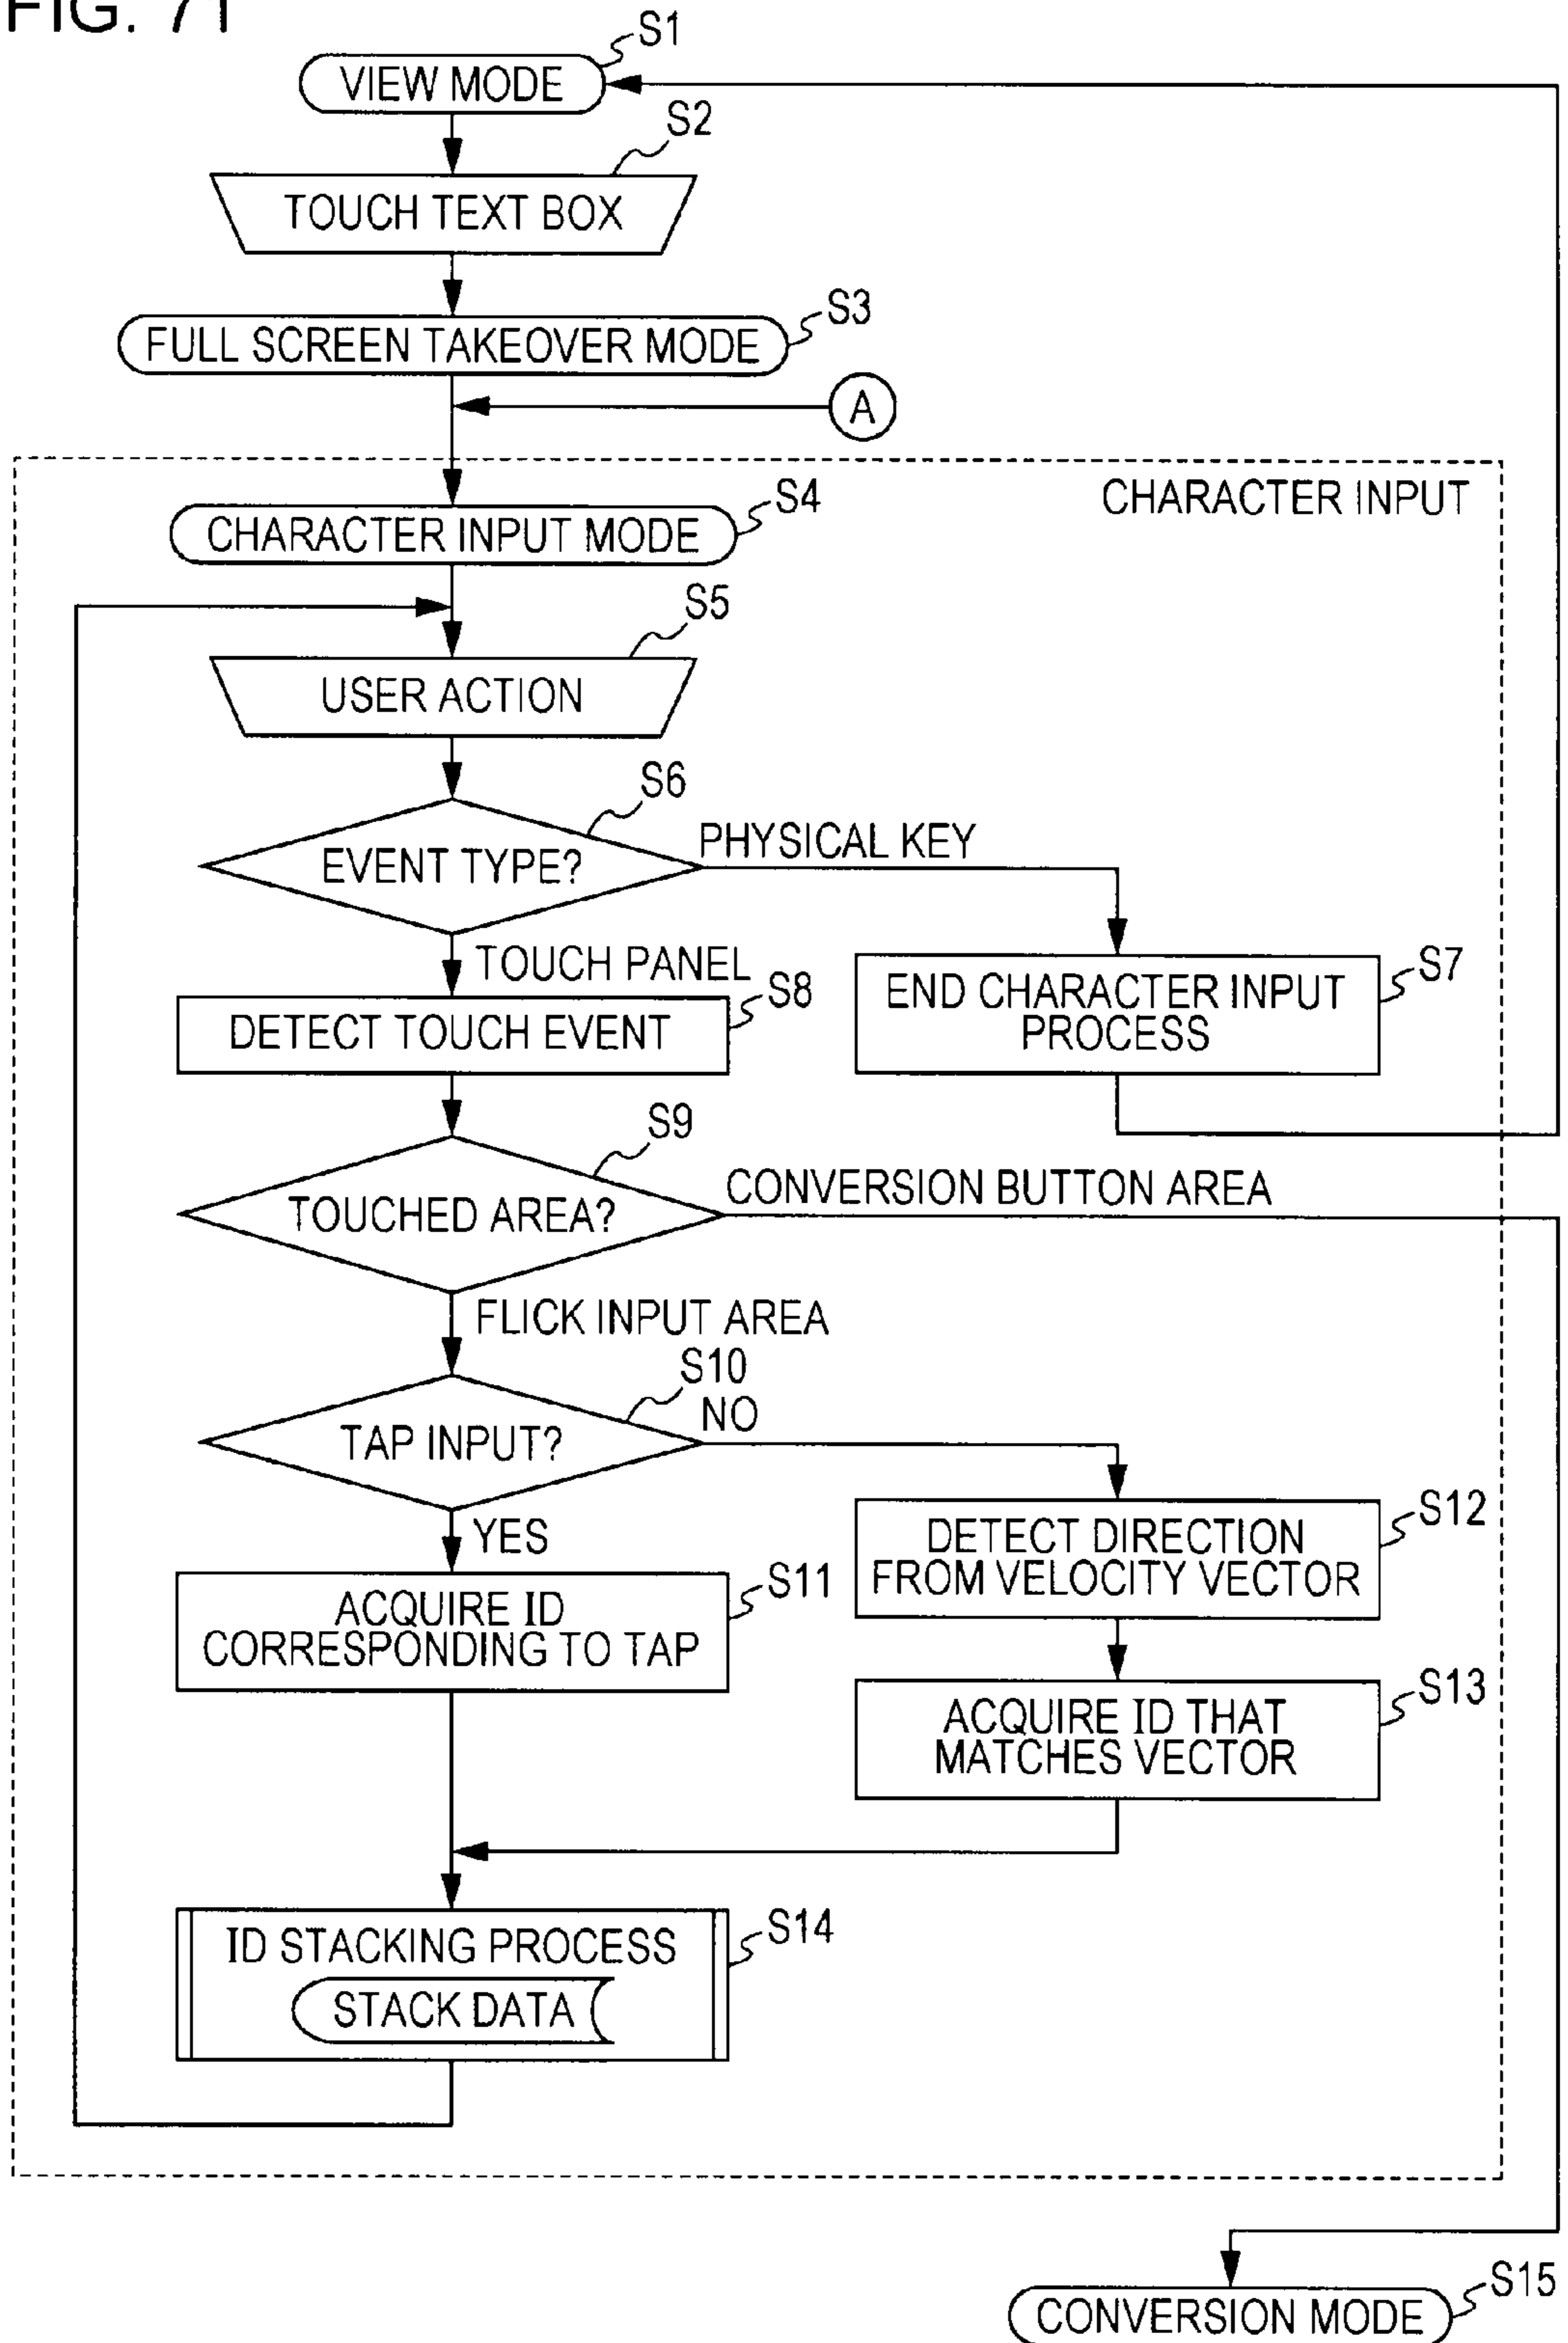 FIG. 71
S1
VIEW MODE
S2
TOUCH TEXT BOX
S3
FULL SCREEN TAKEOVER MODE
A
CHARACTER INPUT
S4
CHARACTER INPUT MODE
S5
USER ACTION
S6
EVENT TYPE?
PHYSICAL KEY
TOUCH PANEL
S7
END CHARACTER INPUT
PROCESS
S8
DETECT TOUCH EVENT
S9
TOUCHED AREA?
CONVERSION BUTTON AREA
FLICK INPUT AREA
S10
TAP INPUT?
NO
YES
S12
DETECT DIRECTION
FROM VELOCITY VECTOR
S11
ACQUIRE ID
CORRESPONDING TO TAP
S13
ACQUIRE ID THAT
MATCHES VECTOR
S14
ID STACKING PROCESS
STACK DATA
S15
CONVERSION MODE